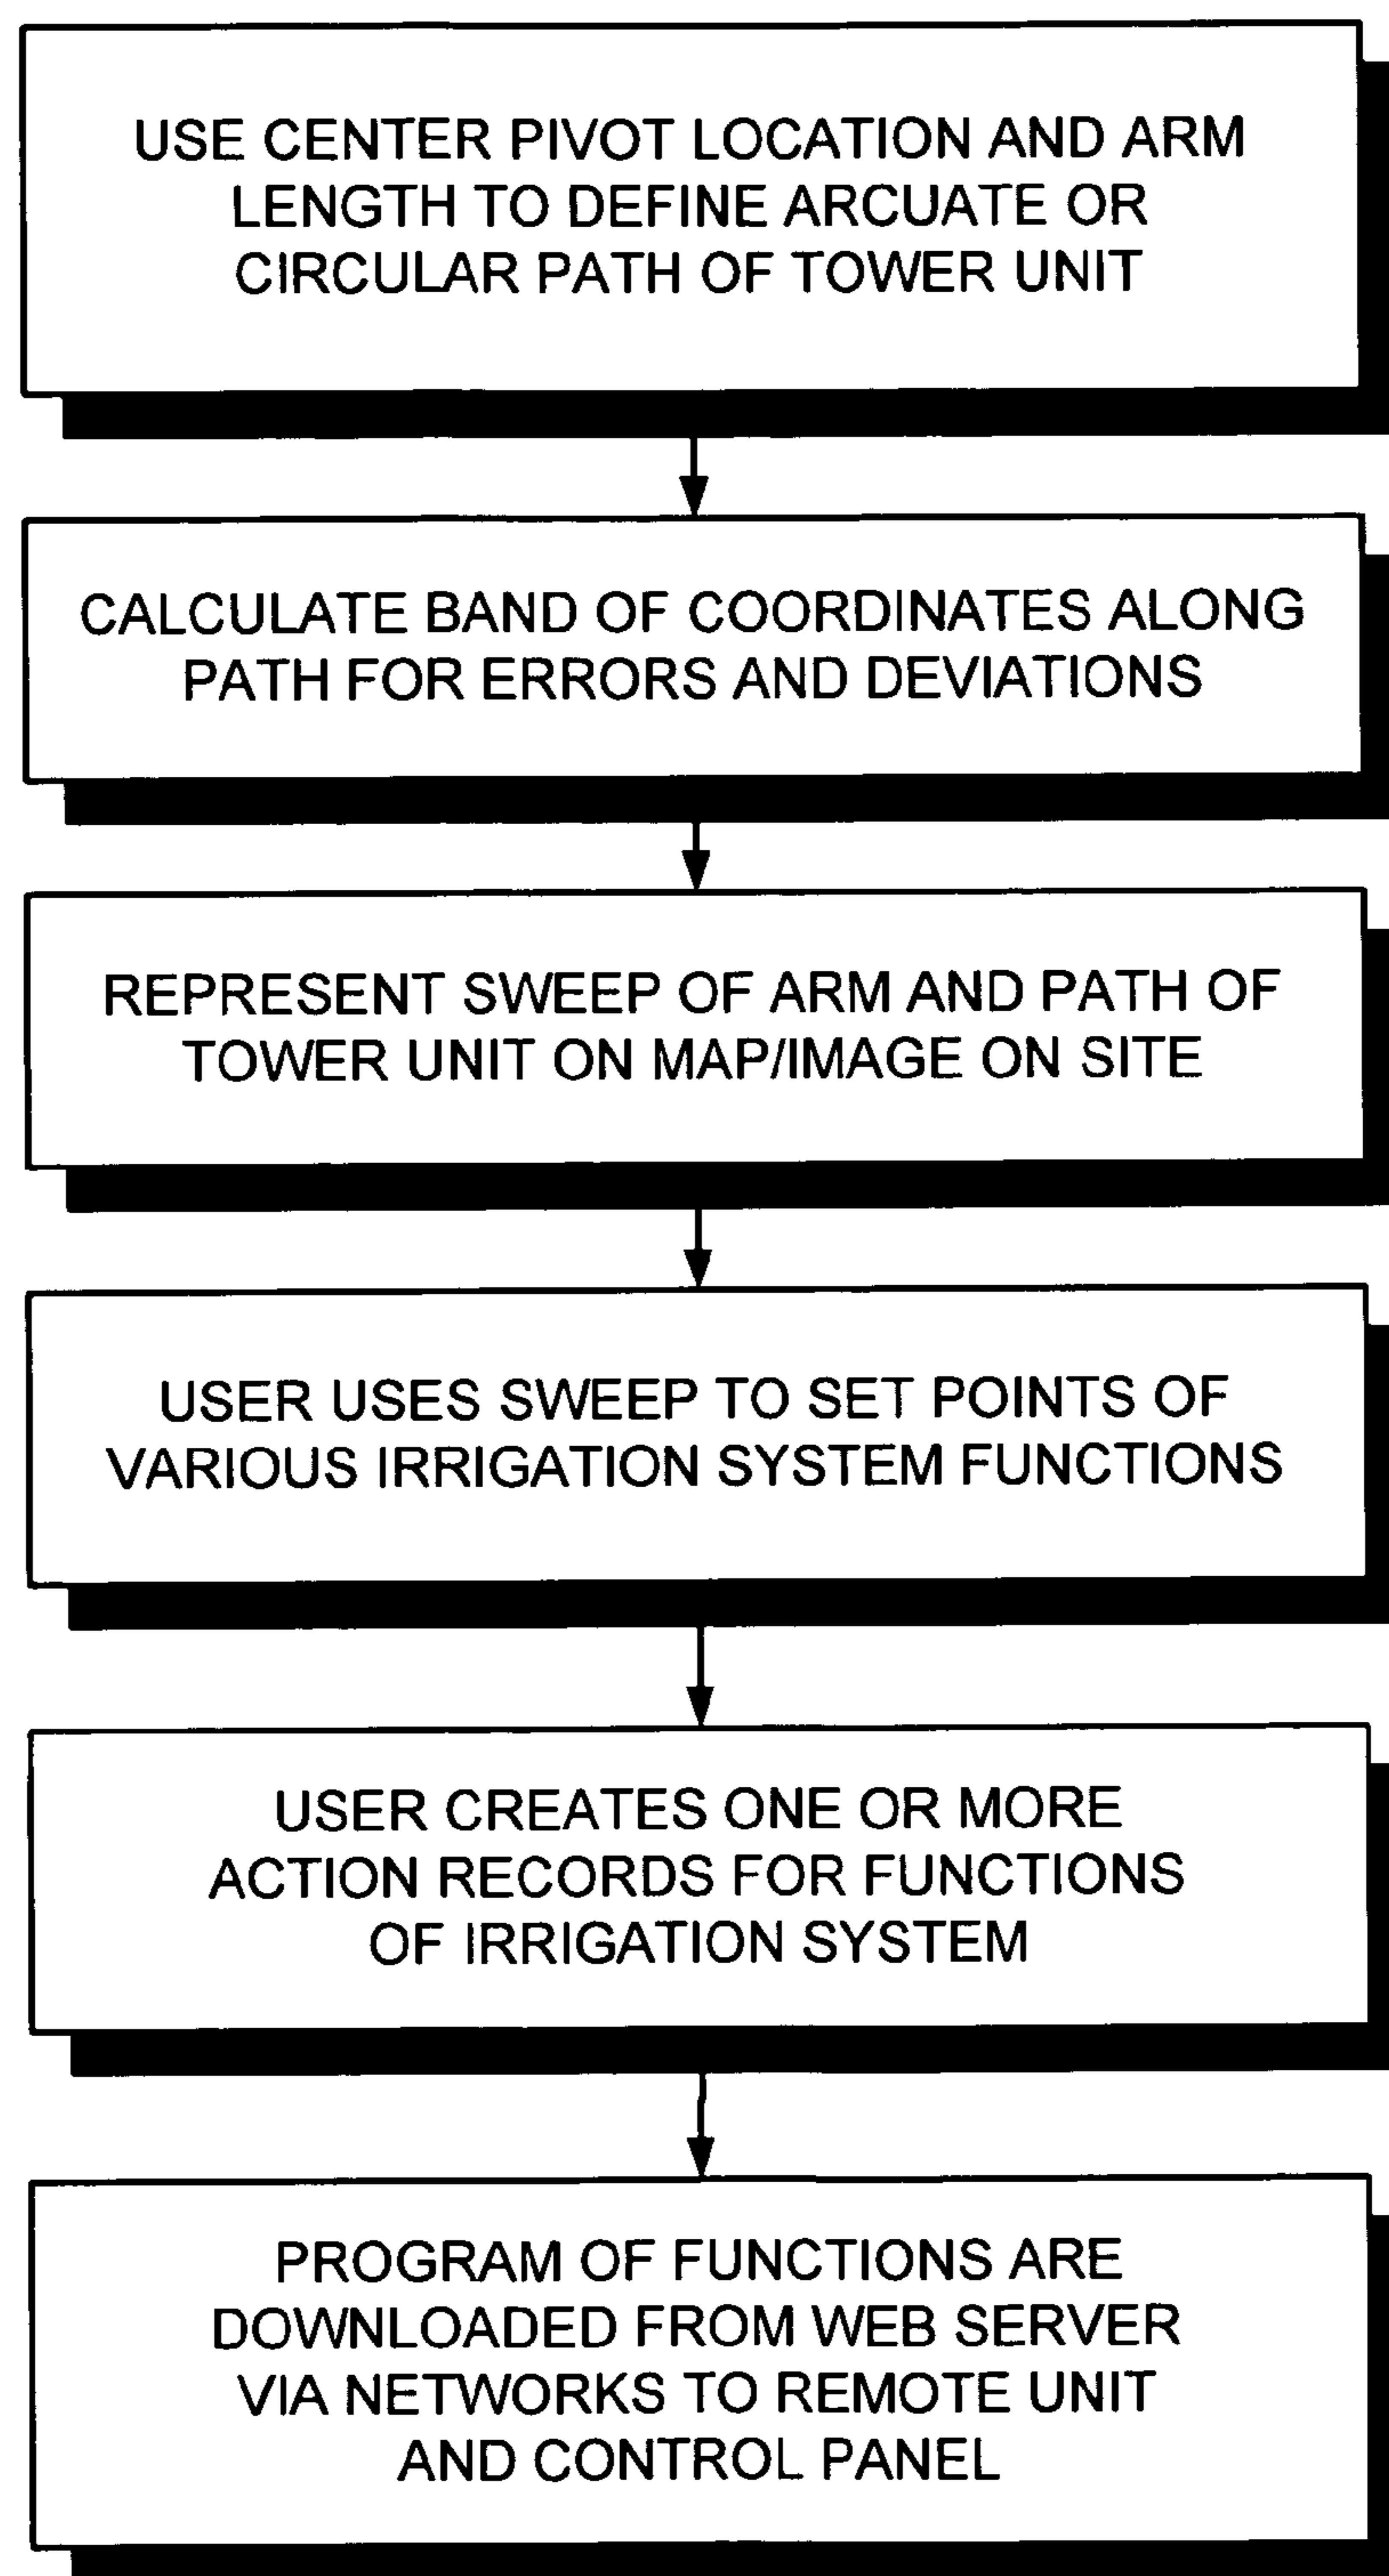 USE CENTER PIVOT LOCATION AND ARM
LENGTH TO DEFINE ARCUATE OR
CIRCULAR PATH OF TOWER UNIT
CALCULATE BAND OF COORDINATES ALONG
PATH FOR ERRORS AND DEVIATIONS
REPRESENT SWEEP OF ARM AND PATH OF
TOWER UNIT ON MAP/IMAGE ON SITE
USER USES SWEEP TO SET POINTS OF
VARIOUS IRRIGATION SYSTEM FUNCTIONS
USER CREATES ONE OR MORE
ACTION RECORDS FOR FUNCTIONS
OF IRRIGATION SYSTEM
PROGRAM OF FUNCTIONS ARE
DOWNLOADED FROM WEB SERVER
VIA NETWORKS TO REMOTE UNIT
AND CONTROL PANEL